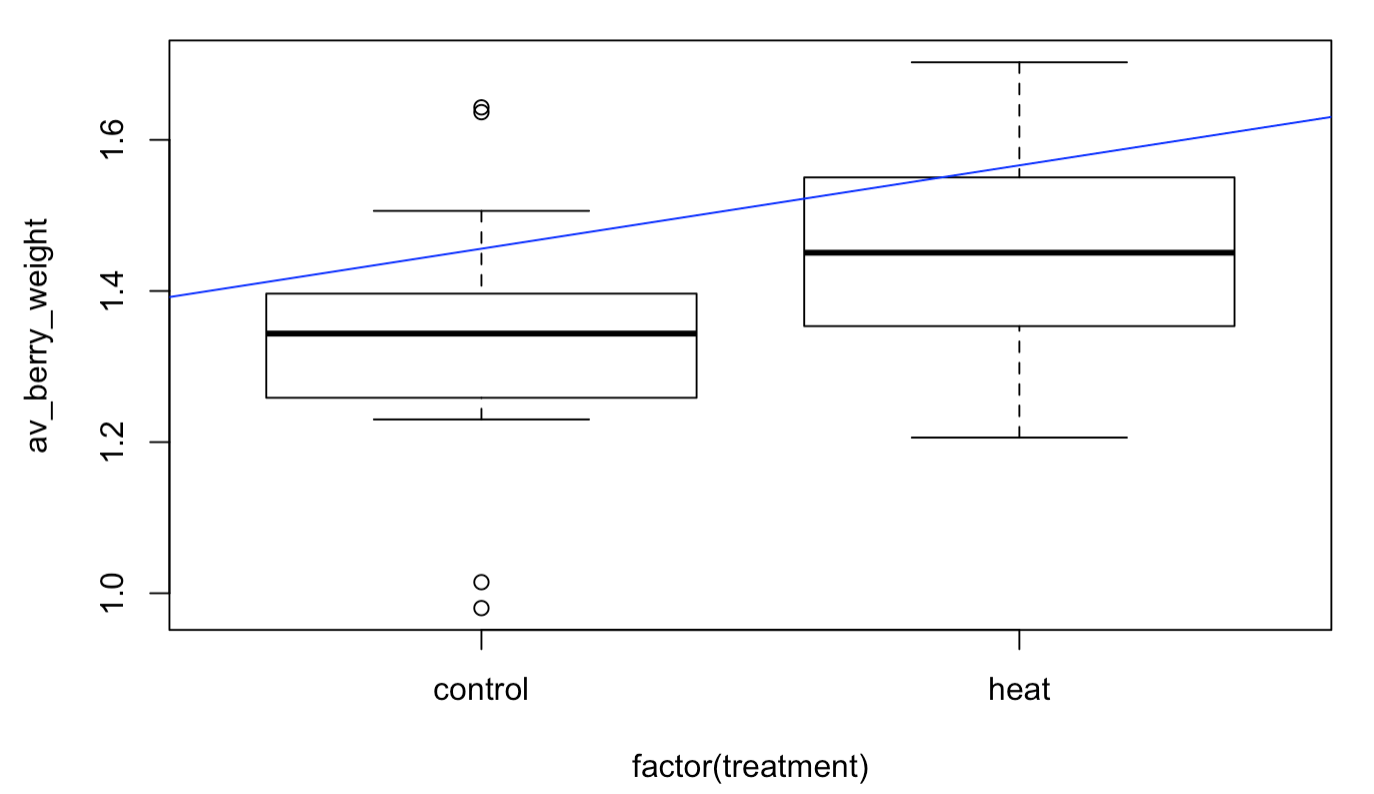 av_berry_weight
1.6
1.4
1.2
1.0
control heat
factor(treatment)